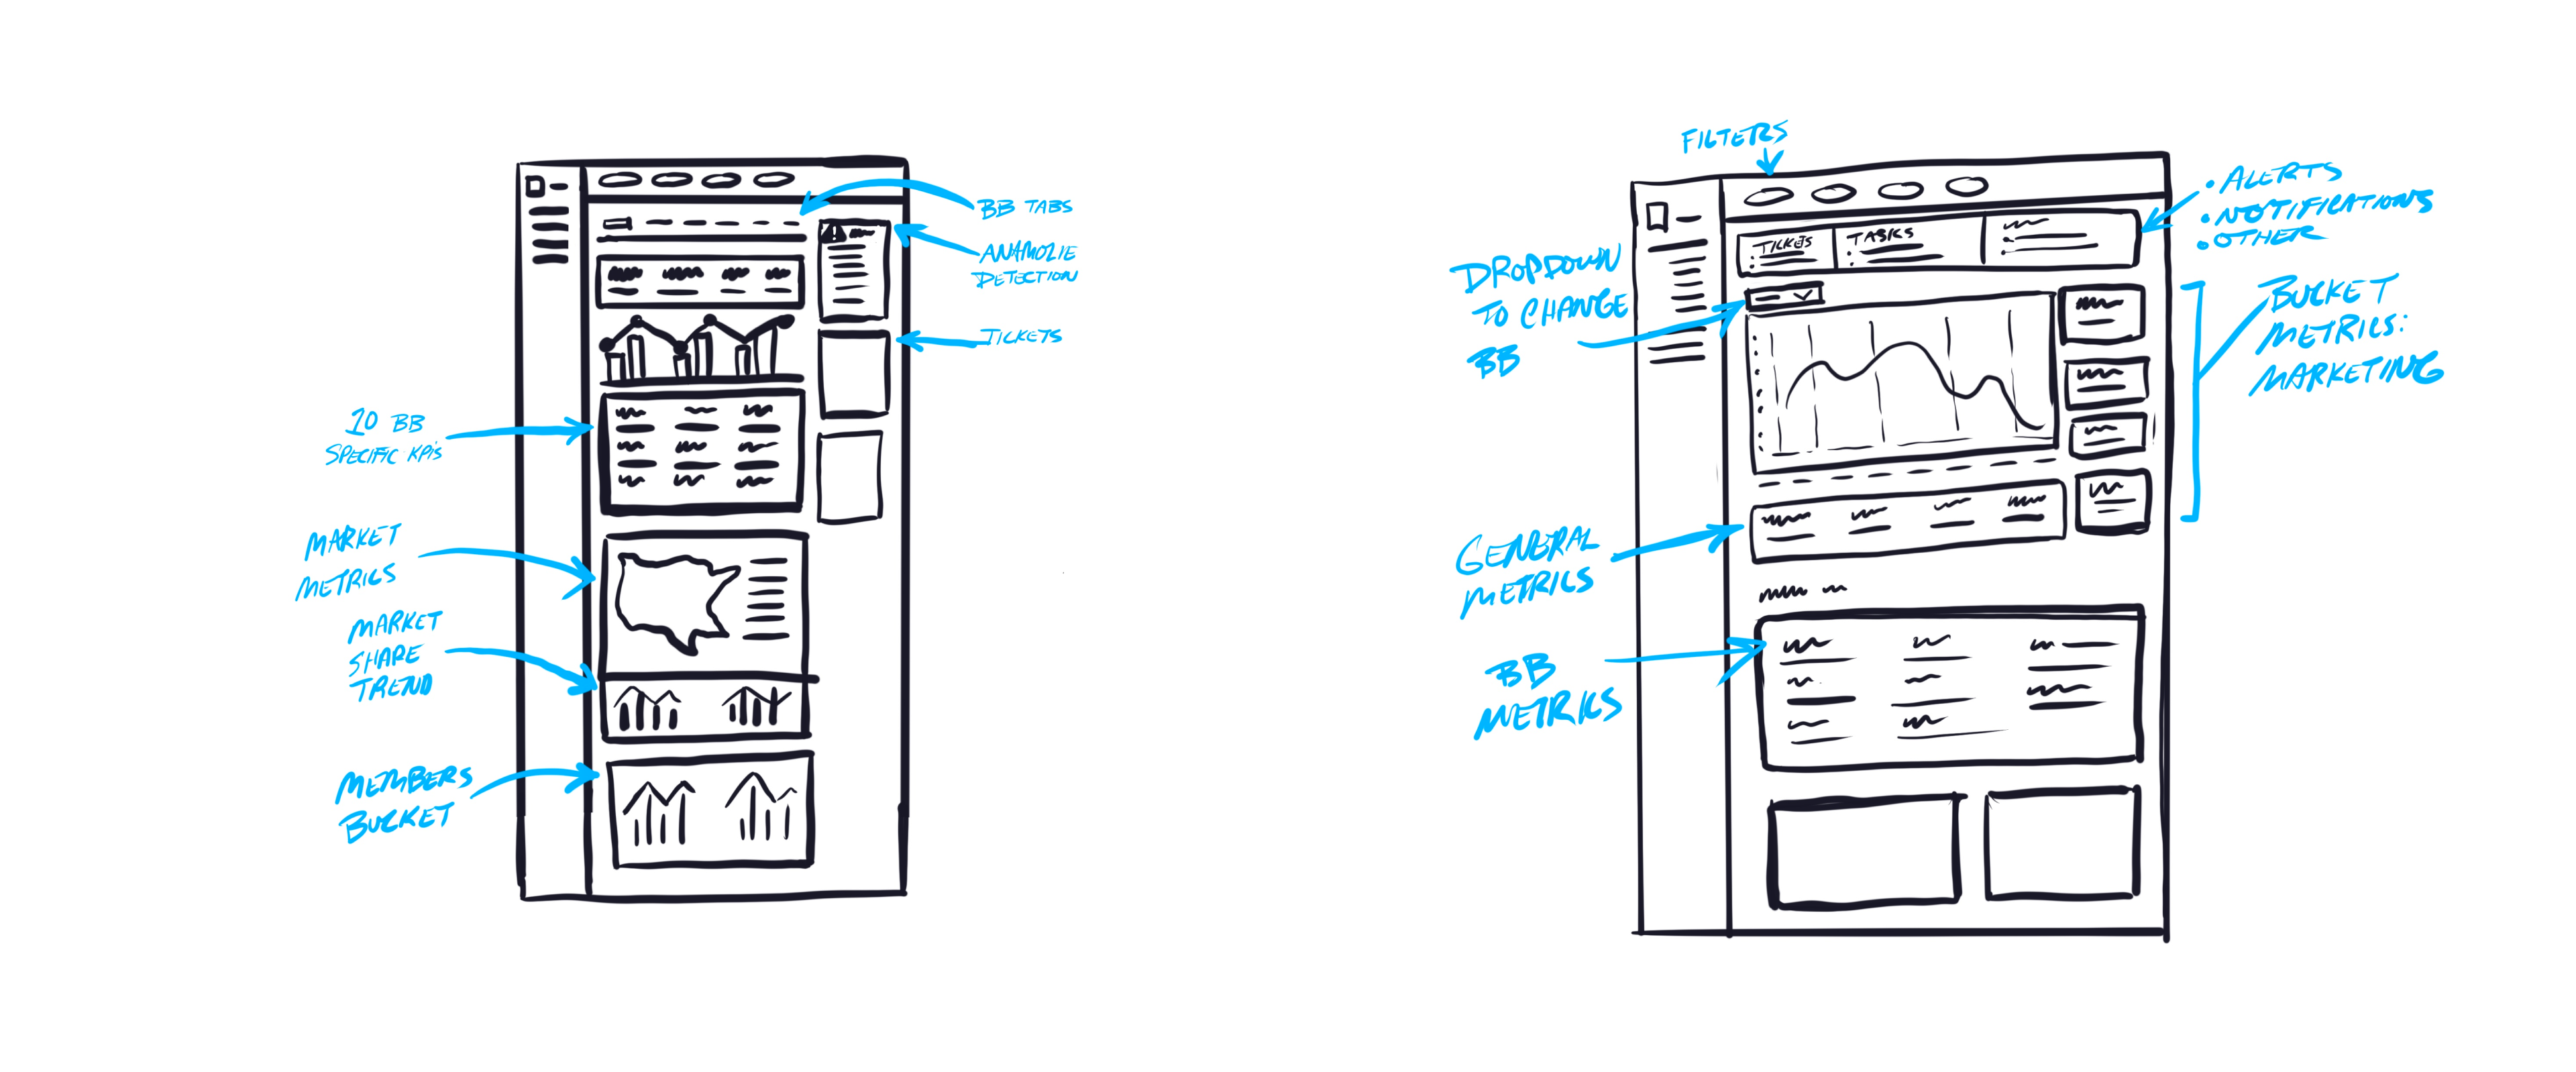 BB TABS
ANAMOLIE
DETECTION
TICKETS
10 BB
SPECIFIC KPIS
MARKET
METRICS
MARKET
SHARE
TREND
MEMBERS
BUCKET
FILTERS
• ALERTS
• NOTIFICATIONS
• OTHER
TICKETS
TASKS
DROPDOWN
TO CHANGE
BB
BUCKET
METRICS:
MARKETING
GENERAL
METRICS
BB
METRICS